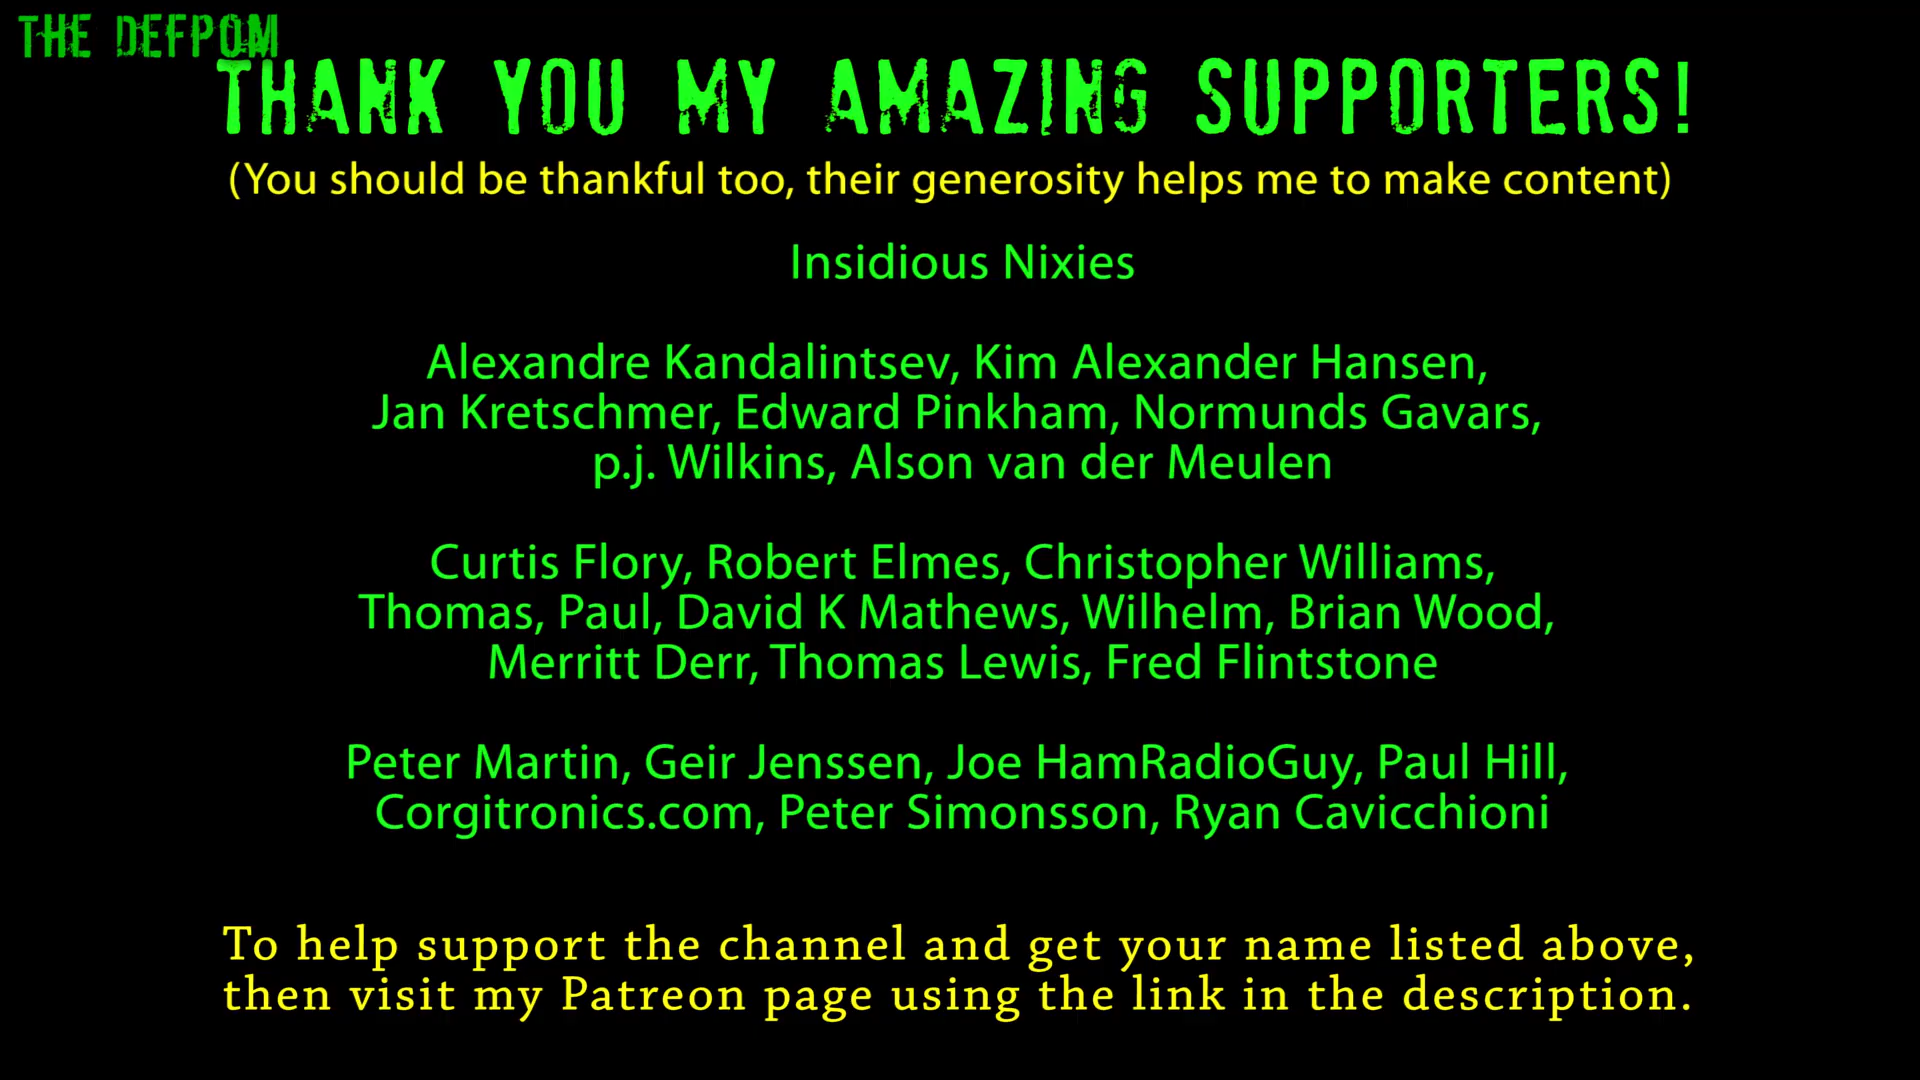 THE DEFPOM
THANK YOU MY AMAZING SUPPORTERS!
(You should be thankful too, their generosity helps me to make content)
Insidious Nixies
Alexandre Kandalintsev, Kim Alexander Hansen,
Jan Kretschmer, Edward Pinkham, Normunds Gavars,
p.j. Wilkins, Alson van der Meulen
Curtis Flory, Robert Elmes, Christopher Williams,
Thomas, Paul, David K Mathews, Wilhelm, Brian Wood,
Merritt Derr, Thomas Lewis, Fred Flintstone
Peter Martin, Geir Jenssen, Joe HamRadioGuy, Paul Hill,
Corgitronics.com, Peter Simonsson, Ryan Cavicchioni
To help support the channel and get your name listed above,
then visit my Patreon page using the link in the description.